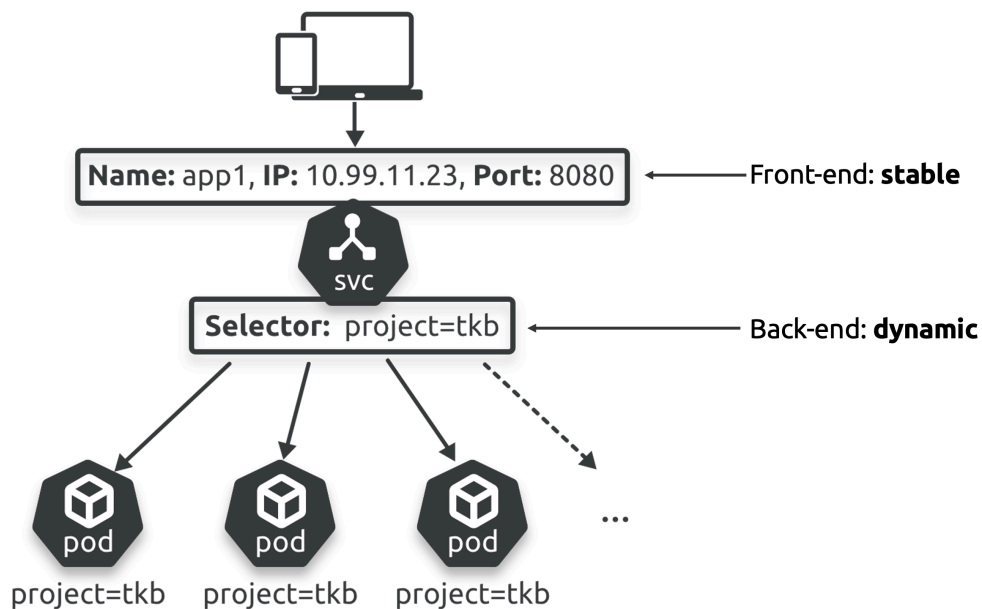 Name: app1, IP: 10.99.11.23, Port: 8080
Front-end: stable
svc
Selector: project=tkb
Back-end: dynamic
pod
pod
pod
...
project=tkb
project=tkb
project=tkb